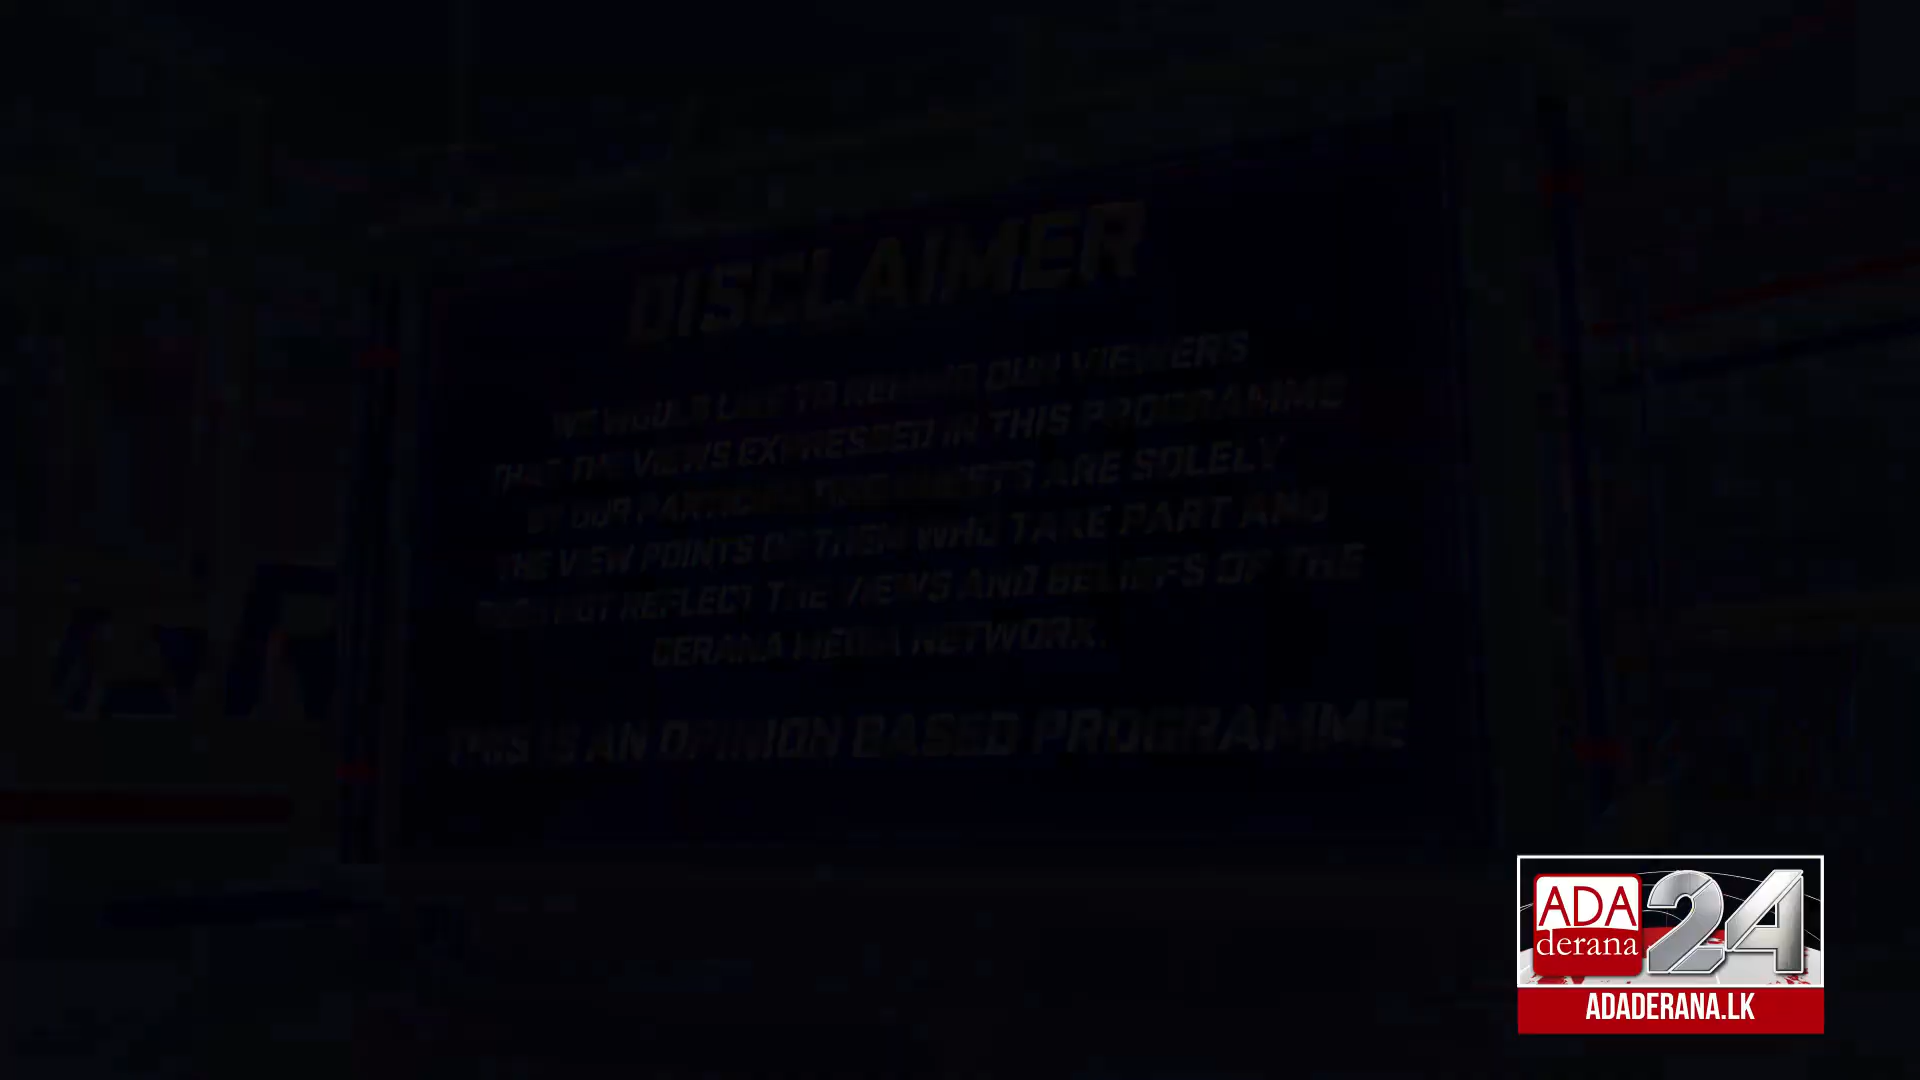 DISCLAIMER
WE WOULD LIKE TO REMIND OUR VIEWERS
THAT THE VIEWS EXPRESSED IN THIS PROGRAMME
BY OUR PARTICIPATING GUESTS ARE SOLELY
THE VIEW POINTS OF THEM WHO TAKE PART AND
NOT REFLECT THE VIEWS AND BELIEFS OF THE
DERANA MEDIA NETWORK.
THIS IS AN OPINION BASED PROGRAMME
ADA
derana
24
ADADERANA.LK